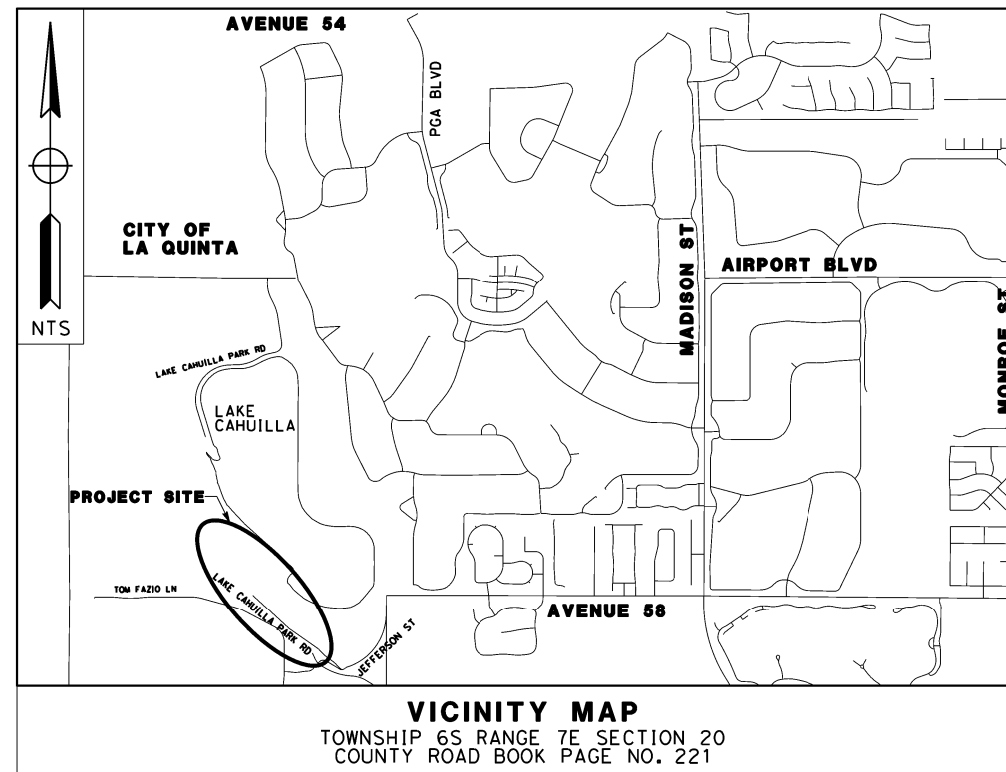 AVENUE 54
PGA BLVD
CITY OF
LA QUINTA
MADISON ST
AIRPORT BLVD
MONROE ST
NTS
LAKE CAHUILLA PARK RD
LAKE
CAHUILLA
PROJECT SITE
TOM FAZIO LN
LAKE CAHUILLA PARK RD
JEFFERSON ST
AVENUE 58
VICINITY MAP
TOWNSHIP 6S RANGE 7E SECTION 20
COUNTY ROAD BOOK PAGE NO. 221